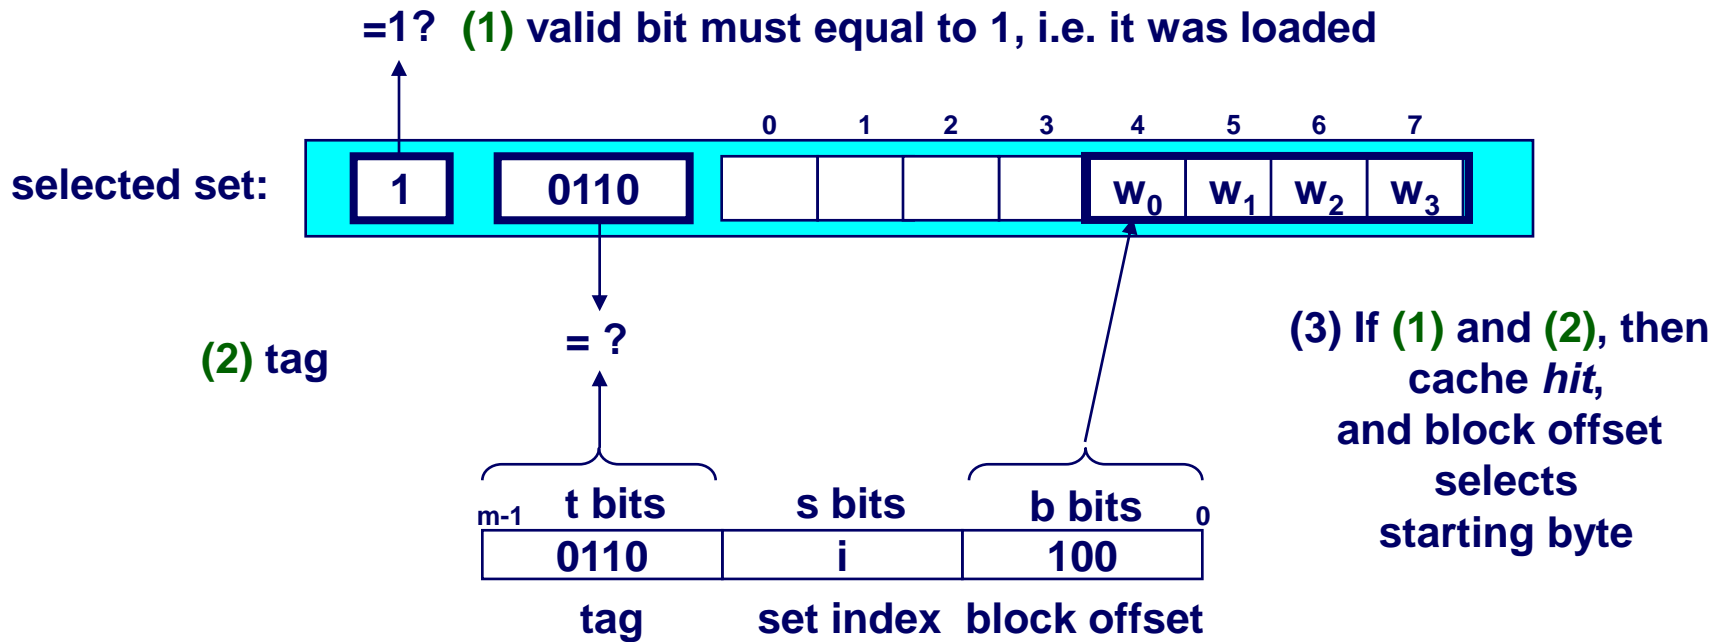 =1? (1) valid bit must equal to 1, i.e. it was loaded
0 1 2 3 4 5 6 7
selected set: 1 0110 w0 w1 w2 w3
= ?
(2) tag
(3) If (1) and (2), then
cache hit,
and block offset
selects
starting byte
t bits s bits b bits
m-1 0
0110 i 100
tag set index block offset